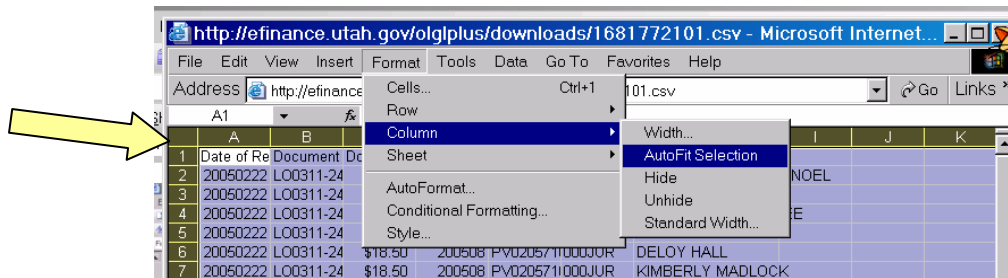 http://efinance.utah.gov/olglplus/downloads/1681772101.csv - Microsoft Internet...
File Edit View Insert Format Tools Data Go To Favorites Help
Address http://efinance 101.csv Go Links »
A1 fx
Cells... Ctrl+1
Row
Column
Sheet
AutoFormat...
Conditional Formatting...
Style...
Width...
AutoFit Selection
Hide
Unhide
Standard Width...
A B I J K
1 Date of Re Document Do
2 20050222 LO0311-24 NOEL
3 20050222 LO0311-24
4 20050222 LO0311-24 EE
5 20050222 LO0311-24
6 20050222 LO0311-24 $18.50 200508 PV020571I000JUR DELOY HALL
7 20050222 LO0311-24 $18.50 200508 PV020571I000JUR KIMBERLY MADLOCK